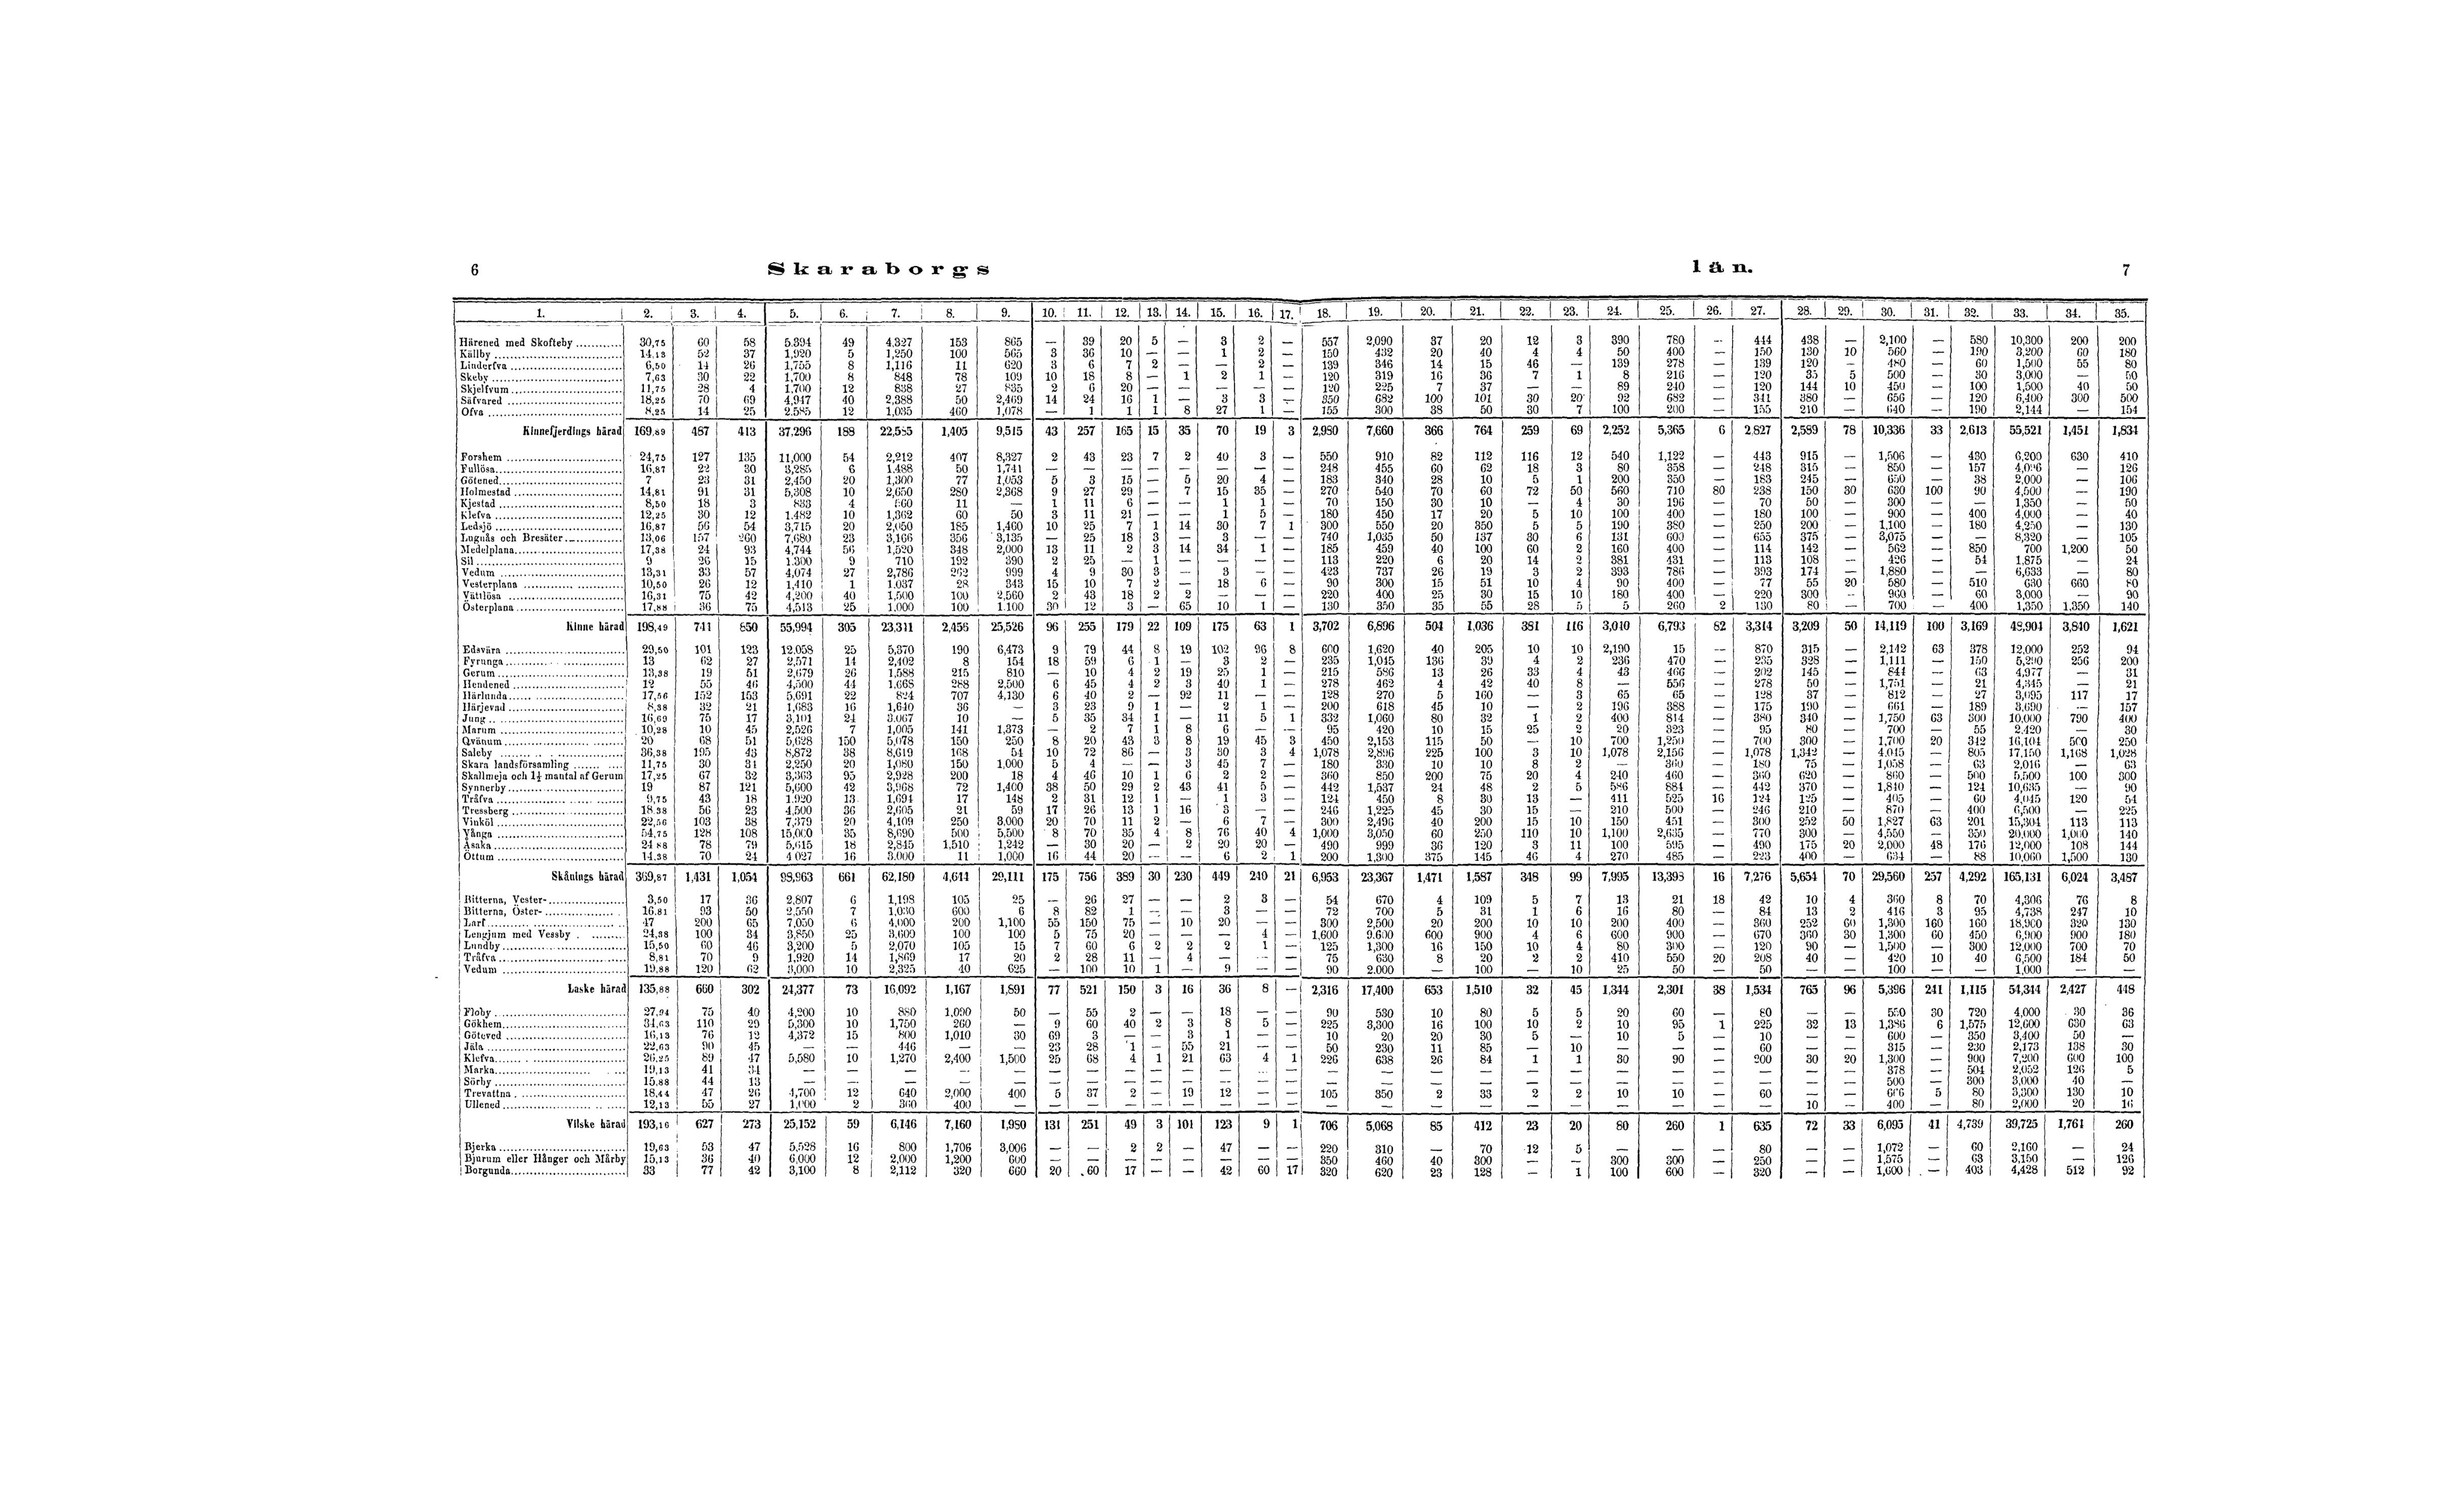 6 Skaraborgs län. 7
1. 2. 3. 4. 5. 6. 7. 8. 9. 10. 11. 12. 13. 14. 15. 16. 17. 18. 19. 20. 21. 22. 23. 24. 25. 26. 27. 28. 29. 30. 31. 32. 33. 34. 35.
Härened med Skofteby 30,75 60 58 5,394 49 4,327 153 865 — 39 20 5 — 3 2 — 557 2,090 37 20 12 3 390 780 — 444 438 — 2,100 — 580 10,300 200 200
Källby 14,13 52 37 1,920 5 1,250 100 565 3 36 10 — — 1 2 — 150 432 20 40 4 4 50 400 — 150 130 10 560 — 190 3,200 60 180
Linderfva 6,50 14 26 1,755 8 1,116 11 620 3 6 7 2 — — 2 — 139 346 14 15 46 — 139 278 — 139 120 — 480 — 60 1,500 55 80
Skeby 7,63 30 22 1,700 8 848 78 109 10 18 8 — 1 2 1 — 120 319 16 36 7 1 8 216 — 120 35 5 500 — 30 3,000 — 50
Skjelfvum 11,75 28 4 1,700 12 838 27 835 2 6 20 — — — — — 120 225 7 37 — — 89 240 — 120 144 10 450 — 100 1,500 40 50
Säfvared 18,25 70 69 4,947 40 2,388 50 2,469 14 24 16 1 — 3 3 — 350 682 100 101 30 20 92 682 — 341 380 — 656 — 120 6,400 300 500
Ofva 8,25 14 25 2,585 12 1,035 460 1,078 — 1 1 1 8 27 1 — 155 300 38 50 30 7 100 200 — 155 210 — 640 — 190 2,144 — 154
Kinnefjerdings härad 169,89 487 413 37,296 188 22,585 1,405 9,515 43 257 165 15 35 70 19 3 2,980 7,660 366 764 259 69 2,252 5,365 6 2,827 2,589 78 10,336 33 2,613 55,521 1,451 1,834
Forshem 24,75 127 135 11,000 54 2,212 407 8,327 2 43 23 7 2 40 3 — 550 910 82 112 116 12 540 1,122 — 443 915 — 1,506 — 430 6,200 630 410
Fullösa 16,87 22 30 3,285 6 1,488 50 1,741 — — — — — — — — 248 455 60 62 18 3 80 358 — 248 315 — 850 — 157 4,026 — 126
Götened 7 23 31 2,450 20 1,300 77 1,053 5 3 15 — 5 20 4 — 183 340 28 10 5 1 200 350 — 183 245 — 650 — 38 2,000 — 106
Holmestad 14,81 91 31 5,308 10 2,650 280 2,368 9 27 29 — 7 15 35 — 270 540 70 60 72 50 560 710 80 238 150 30 630 100 90 4,500 — 190
Kjestad 8,50 18 3 833 4 560 11 — 1 11 6 — — 1 1 — 70 150 30 10 — 4 30 196 — 70 50 — 300 — — 1,350 — 50
Klefva 12,25 30 12 1,482 10 1,362 60 50 3 11 21 — — 1 5 — 180 450 17 20 5 10 100 400 — 180 100 — 900 — 400 4,000 — 40
Ledsjö 16,87 56 54 3,715 20 2,050 185 1,460 10 25 7 1 14 30 7 1 300 550 20 350 5 5 190 380 — 250 200 — 1,100 — 180 4,250 — 130
Lugnås och Bresäter 13,06 157 260 7,680 23 3,166 356 3,135 — 25 18 3 — 3 — — 740 1,035 50 137 30 6 131 600 — 655 375 — 3,075 — — 8,320 — 105
Medelplana 17,38 24 93 4,744 56 1,520 348 2,000 13 11 2 3 14 34 1 — 185 459 40 100 60 2 160 400 — 114 142 — 562 — 850 700 1,200 50
Sil 9 26 15 1,300 9 710 192 390 2 25 — 1 — — — — 113 220 6 20 14 2 381 431 — 113 108 — 426 — 54 1,875 — 24
Vedum 13,31 33 57 4,074 27 2,786 262 999 4 9 30 3 — 3 — — 423 737 26 19 3 2 393 786 — 393 174 — 1,880 — — 6,633 — 80
Vesterplana 10,50 26 12 1,410 1 1,037 28 343 15 10 7 2 — 18 6 — 90 300 15 51 10 4 90 400 — 77 55 20 580 — 510 630 660 80
Vättlösa 16,31 75 42 4,200 40 1,500 100 2,560 2 43 18 2 2 — — — 220 400 25 30 15 10 180 400 — 220 300 — 960 — 60 3,000 — 90
Österplana 17,88 36 75 4,513 25 1,000 100 1,100 30 12 3 — 65 10 1 — 130 350 35 55 28 5 5 260 2 130 80 — 700 — 400 1,350 1,350 140
Kinne härad 198,49 741 650 55,994 305 23,311 2,456 25,526 96 255 179 22 109 175 63 1 3,702 6,896 504 1,036 381 116 3,010 6,793 82 3,314 3,209 50 14,119 100 3,169 48,904 3,840 1,621
Edsvära 29,50 101 123 12,058 25 5,370 190 6,473 9 79 44 8 19 102 96 8 600 1,620 40 205 10 10 2,190 15 — 870 315 — 2,142 63 378 12,000 252 94
Fyrunga 13 62 27 2,571 14 2,402 8 154 18 59 6 1 — 3 2 — 235 1,045 136 39 4 2 236 470 — 235 328 — 1,111 — 150 5,290 256 200
Gerum 13,38 19 51 2,679 26 1,588 215 810 — 10 4 2 19 25 1 — 215 586 13 26 33 4 43 466 — 202 145 — 844 — 63 4,977 — 31
Hendened 12 55 46 4,500 44 1,668 288 2,500 6 45 4 2 3 40 1 — 278 462 4 42 40 8 — 556 — 278 50 — 1,751 — 21 4,345 — 21
Härlunda 17,56 152 153 5,691 22 824 707 4,130 6 40 2 — 92 11 — — 128 270 5 160 — 3 65 65 — 128 37 — 812 — 27 3,095 117 17
Härjevad 8,38 32 21 1,683 16 1,640 36 — 3 23 9 1 — 2 1 — 200 618 45 10 — 2 196 388 — 175 190 — 661 — 189 3,690 — 157
Jung 16,69 75 17 3,101 24 3,067 10 — 5 35 34 1 — 11 5 1 332 1,060 80 32 1 2 400 814 — 380 340 — 1,750 63 300 10,000 790 400
Marum 10,28 10 45 2,526 7 1,005 141 1,373 — 2 7 1 8 6 — — 95 420 10 15 25 2 20 323 — 95 80 — 700 — 55 2,420 — 30
Qvänum 20 68 51 5,628 150 5,078 150 250 8 20 43 3 8 19 45 3 450 2,153 115 50 — 10 700 1,250 — 700 300 — 1,700 20 342 16,104 500 250
Saleby 36,38 195 43 8,872 38 8,619 168 54 10 72 86 — 3 30 3 4 1,078 2,896 225 100 3 10 1,078 2,156 — 1,078 1,342 — 4,045 — 805 17,150 1,168 1,028
Skara landsförsamling 11,75 30 31 2,250 20 1,080 150 1,000 5 4 — — 3 45 7 — 180 330 10 10 8 2 — 360 — 180 75 — 1,058 — 63 2,016 — 63
Skallmeja och 1½ mantal af Gerum 17,25 67 32 3,363 95 2,928 200 18 4 46 10 1 6 2 2 — 360 850 200 75 20 4 240 460 — 360 620 — 860 — 500 5,500 100 300
Synnerby 19 87 121 5,600 42 3,968 72 1,400 38 50 29 2 43 41 5 — 442 1,537 24 48 2 5 586 884 — 442 370 — 1,810 — 124 10,635 — 90
Tråfva 9,75 43 18 1,920 13 1,694 17 148 2 31 12 1 — 1 3 — 124 450 8 30 13 — 411 525 16 124 125 — 405 — 60 4,045 120 54
Tressberg 18,38 56 23 4,500 36 2,605 21 59 17 26 13 1 16 3 — — 246 1,225 45 30 15 — 210 500 — 246 210 — 870 — 400 6,500 — 225
Vinköl 22,56 103 38 7,379 20 4,109 250 3,000 20 70 11 2 — 6 7 — 300 2,496 40 200 15 10 150 451 — 300 252 50 1,827 63 201 15,304 113 113
Vånga 54,75 128 108 15,000 35 8,690 500 5,500 8 70 35 4 8 76 40 4 1,000 3,050 60 250 110 10 1,100 2,635 — 770 300 — 4,550 — 350 20,000 1,000 140
Åsaka 24 88 78 79 5,615 18 2,845 1,510 1,242 — 30 20 — 2 20 20 — 490 999 36 120 3 11 100 595 — 490 175 20 2,000 48 176 12,000 108 144
Öttum 14,38 70 24 4 027 16 3,000 11 1,000 16 44 20 — — 6 2 1 200 1,300 375 145 46 4 270 485 — 223 400 — 634 — 88 10,060 1,500 130
Skånings härad 369,87 1,431 1,054 98,963 661 62,180 4,614 29,111 175 756 389 30 230 449 240 21 6,953 23,367 1,471 1,587 348 99 7,995 13,398 16 7,276 5,654 70 29,560 257 4,292 165,131 6,024 3,487
Bitterna, Vester- 3,50 17 36 2,807 6 1,198 105 25 — 26 27 — — 2 3 — 54 670 4 109 5 7 13 21 18 42 10 4 360 8 70 4,306 76 8
Bitterna, Öster- 16,81 93 50 2,550 7 1,030 600 6 8 82 1 — — 3 — — 72 700 5 31 1 6 16 80 — 84 13 2 416 3 95 4,738 247 10
Larf 47 200 65 7,050 6 4,000 200 1,100 55 150 75 — 10 20 — — 300 2,500 20 200 10 10 200 400 — 360 252 60 1,300 160 160 18,900 320 130
Lengjum med Vessby 24,38 100 34 3,850 25 3,609 100 100 5 75 20 — — — 4 — 1,600 9,600 600 900 4 6 600 900 — 670 360 30 1,300 60 450 6,900 900 180
Lundby 15,50 60 46 3,200 5 2,070 105 15 7 60 6 2 2 2 1 — 125 1,300 16 150 10 4 80 300 — 120 90 — 1,500 — 300 12,000 700 70
Tråfva 8,81 70 9 1,920 14 1,869 17 20 2 28 11 — 4 — — — 75 630 8 20 2 2 410 550 20 208 40 — 420 10 40 6,500 184 50
Vedum 19,88 120 62 3,000 10 2,325 40 625 — 100 10 1 — 9 — — 90 2,000 — 100 — 10 25 50 — 50 — — 100 — — 1,000 — —
Laske härad 135,88 660 302 24,377 73 16,092 1,167 1,891 77 521 150 3 16 36 8 — 2,316 17,400 653 1,510 32 45 1,344 2,301 38 1,534 765 96 5,396 241 1,115 54,344 2,427 448
Floby 27,94 75 40 4,200 10 880 1,090 50 — 55 2 — — 18 — — 90 530 10 80 5 5 20 60 — 80 — — 550 30 720 4,000 30 36
Gökhem 34,63 110 29 5,300 10 1,750 260 — 9 60 40 2 3 8 5 — 225 3,300 16 100 10 2 10 95 1 225 32 13 1,386 6 1,575 12,600 630 63
Göteved 16,13 76 12 4,372 15 800 1,010 30 69 3 — — 3 1 — — 10 20 20 30 5 — 10 5 — 10 — — 600 — 350 3,400 50 —
Jäla 22,63 90 45 — — 446 — — 23 28 1 — 55 21 — — 50 230 11 85 — 10 — — — 60 — — 315 — 230 2,173 138 30
Klefva 26,25 89 47 5,580 10 1,270 2,400 1,500 25 68 4 1 21 63 4 1 226 638 26 84 1 1 30 90 — 200 30 20 1,300 — 900 7,200 600 100
Marka 19,13 41 34 — — — — — — — — — — — — — — — — — — — — — — — — — 378 — 504 2,052 126 5
Sörby 15,88 44 13 — — — — — — — — — — — — — — — — — — — — — — — — — 500 — 300 3,000 40 —
Trevattna 18,44 47 26 4,700 12 640 2,000 400 5 37 2 — 19 12 — — 105 350 2 33 2 2 10 10 — 60 — — 666 5 80 3,300 130 10
Ullened 12,13 55 27 1,000 2 360 400 — — — — — — — — — — — — — — — — — — — 10 — 400 — 80 2,000 20 16
Vilske härad 193,16 627 273 25,152 59 6,146 7,160 1,980 131 251 49 3 101 123 9 1 706 5,068 85 412 23 20 80 260 1 635 72 33 6,095 41 4,739 39,725 1,764 260
Bjerka 19,63 53 47 5,528 16 800 1,706 3,006 — — 2 2 — 47 — — 220 310 — 70 12 5 — — — 80 — — 1,072 — 60 2,160 — 24
Bjurum eller Hånger och Mårby 15,13 36 40 6,000 12 2,000 1,200 600 — — — — — — — — 350 460 40 300 — — 300 300 — 250 — — 1,575 — 63 3,150 — 126
Borgunda 33 77 42 3,100 8 2,112 320 660 20 60 17 — — 42 60 17 320 620 23 128 — 1 100 600 — 320 — — 1,600 — 403 4,428 512 92